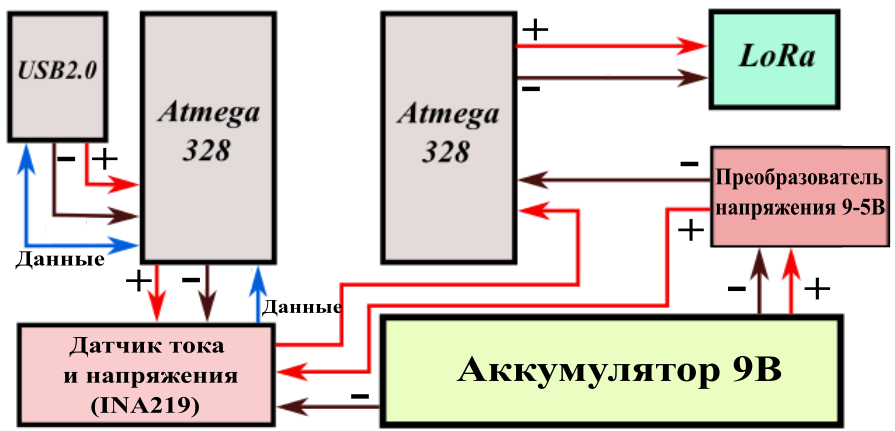 USB2.0
Atmega
328
Atmega
328
+
-
LoRa
- +
Данные
-
Преобразователь
напряжения 9-5В
+
+ -
Данные
- +
Датчик тока
и напряжения
(INA219)
-
Аккумулятор 9В